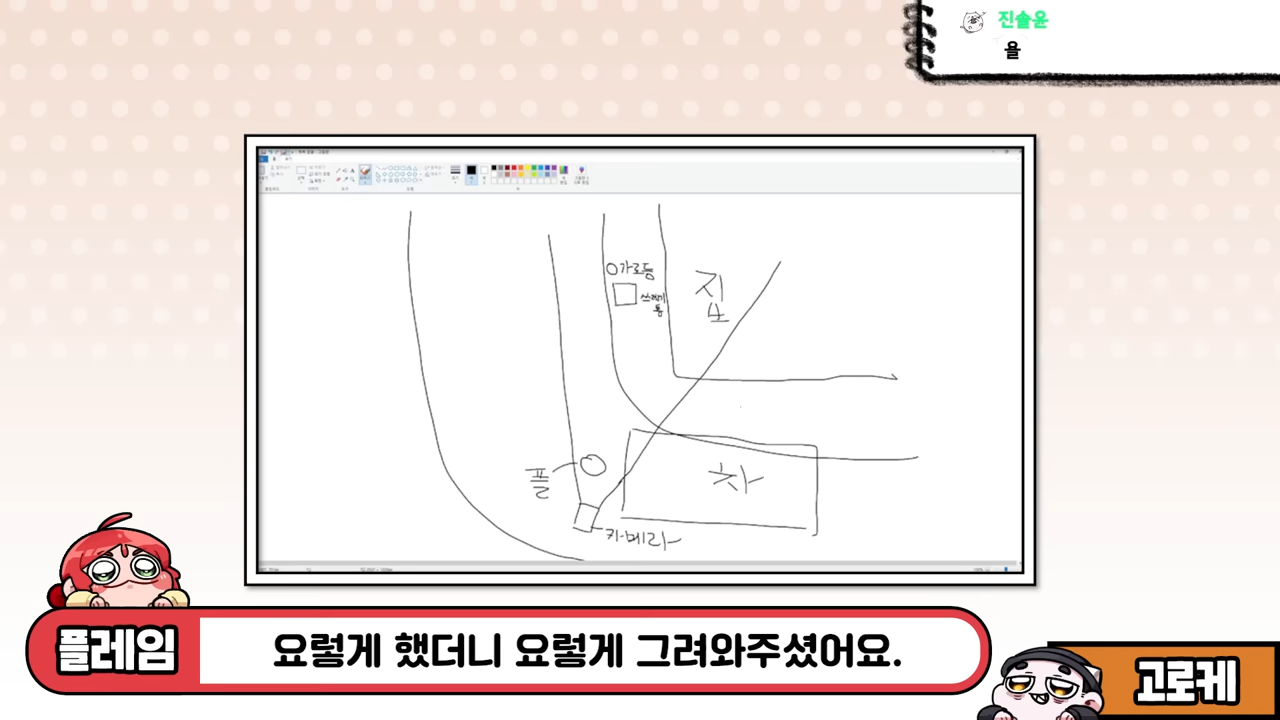 진솔윤
욜
가로등
쓰레기
통
집
차
플
카메라
플레임
요렇게 했더니 요렇게 그려와주셨어요.
고로케